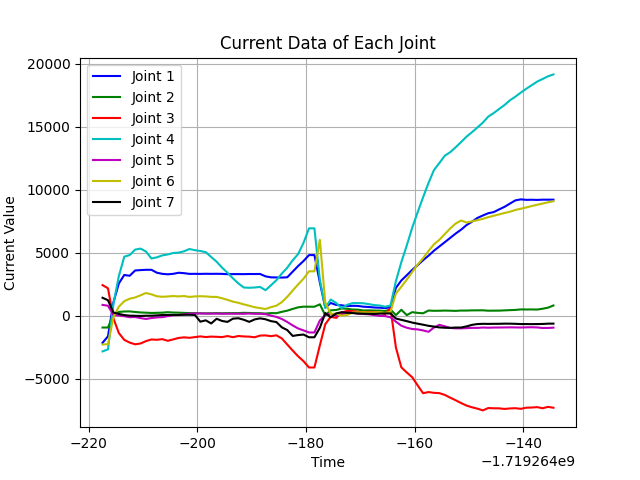 Current Data of Each Joint
Current Value
20000
15000
10000
5000
0
−5000
Joint 1
Joint 2
Joint 3
Joint 4
Joint 5
Joint 6
Joint 7
−220 −200 −180 −160 −140
Time
−1.719264e9